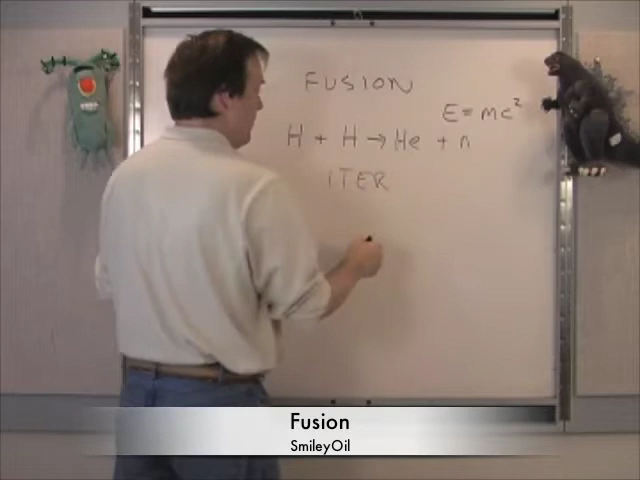 FUSION
E = mc²
H + H → He + n
ITER
Fusion
SmileyOil